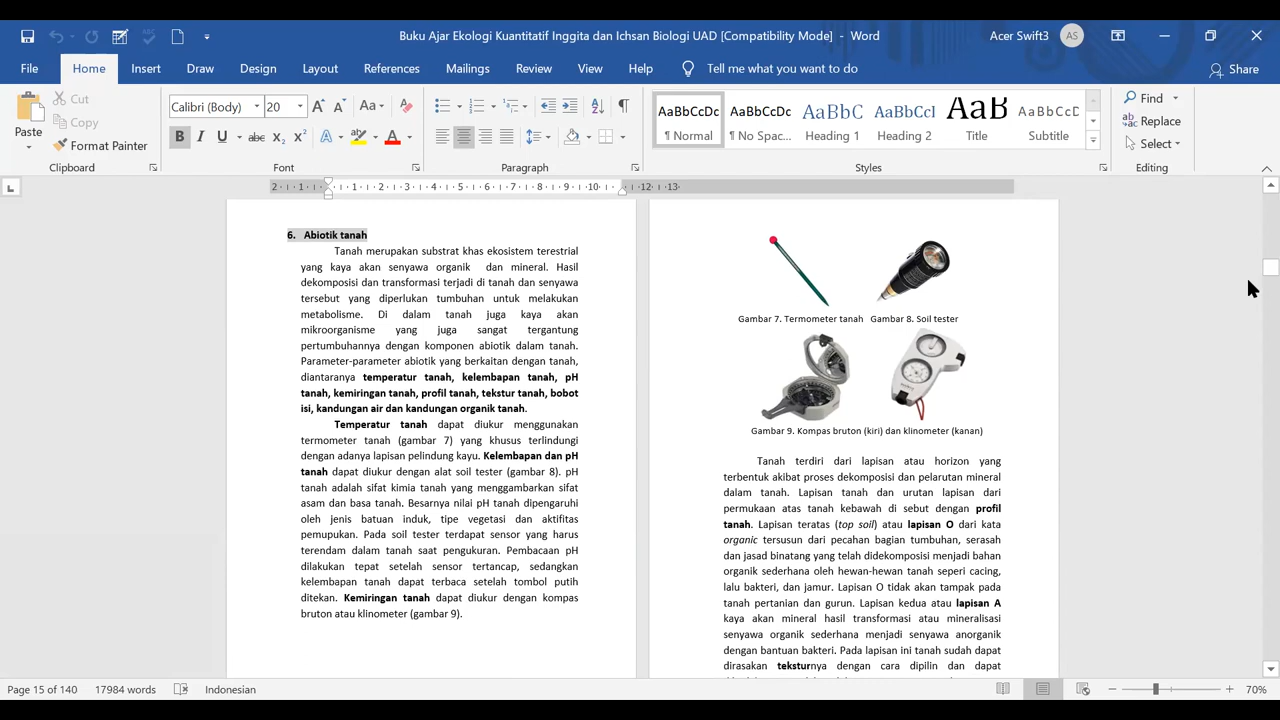 Buku Ajar Ekologi Kuantitatif Inggita dan Ichsan Biologi UAD [Compatibility Mode] - Word
Acer Swift3
AS
File
Home
Insert
Draw
Design
Layout
References
Mailings
Review
View
Help
Tell me what you want to do
Share
Paste
Cut
Copy
Format Painter
Clipboard
Calibri (Body)
20
Font
Paragraph
AaBbCcDc
¶ Normal
AaBbCcDc
¶ No Spac...
AaBbC
Heading 1
AaBbCcI
Heading 2
AaB
Title
AaBbCcD
Subtitle
Styles
Find
Replace
Select
Editing
2 1 1 2 3 4 5 6 7 8 9 10 12 13
6. Abiotik tanah
Tanah merupakan substrat khas ekosistem terestrial
yang kaya akan senyawa organik dan mineral. Hasil
dekomposisi dan transformasi terjadi di tanah dan senyawa
tersebut yang diperlukan tumbuhan untuk melakukan
metabolisme. Di dalam tanah juga kaya akan
mikroorganisme yang juga sangat tergantung
pertumbuhannya dengan komponen abiotik dalam tanah.
Parameter-parameter abiotik yang berkaitan dengan tanah,
diantaranya temperatur tanah, kelembapan tanah, pH
tanah, kemiringan tanah, profil tanah, tekstur tanah, bobot
isi, kandungan air dan kandungan organik tanah.
Temperatur tanah dapat diukur menggunakan
termometer tanah (gambar 7) yang khusus terlindungi
dengan adanya lapisan pelindung kayu. Kelembapan dan pH
tanah dapat diukur dengan alat soil tester (gambar 8). pH
tanah adalah sifat kimia tanah yang menggambarkan sifat
asam dan basa tanah. Besarnya nilai pH tanah dipengaruhi
oleh jenis batuan induk, tipe vegetasi dan aktifitas
pemupukan. Pada soil tester terdapat sensor yang harus
terendam dalam tanah saat pengukuran. Pembacaan pH
dilakukan tepat setelah sensor tertancap, sedangkan
kelembapan tanah dapat terbaca setelah tombol putih
ditekan. Kemiringan tanah dapat diukur dengan kompas
bruton atau klinometer (gambar 9).
Gambar 7. Termometer tanah Gambar 8. Soil tester
Gambar 9. Kompas bruton (kiri) dan klinometer (kanan)
Tanah terdiri dari lapisan atau horizon yang
terbentuk akibat proses dekomposisi dan pelarutan mineral
dalam tanah. Lapisan tanah dan urutan lapisan dari
permukaan atas tanah kebawah di sebut dengan profil
tanah. Lapisan teratas (top soil) atau lapisan O dari kata
organic tersusun dari pecahan bagian tumbuhan, serasah
dan jasad binatang yang telah didekomposisi menjadi bahan
organik sederhana oleh hewan-hewan tanah seperi cacing,
lalu bakteri, dan jamur. Lapisan O tidak akan tampak pada
tanah pertanian dan gurun. Lapisan kedua atau lapisan A
kaya akan mineral hasil transformasi atau mineralisasi
senyawa organik sederhana menjadi senyawa anorganik
dengan bantuan bakteri. Pada lapisan ini tanah sudah dapat
dirasakan teksturnya dengan cara dipilin dan dapat
Page 15 of 140
17984 words
Indonesian
70%